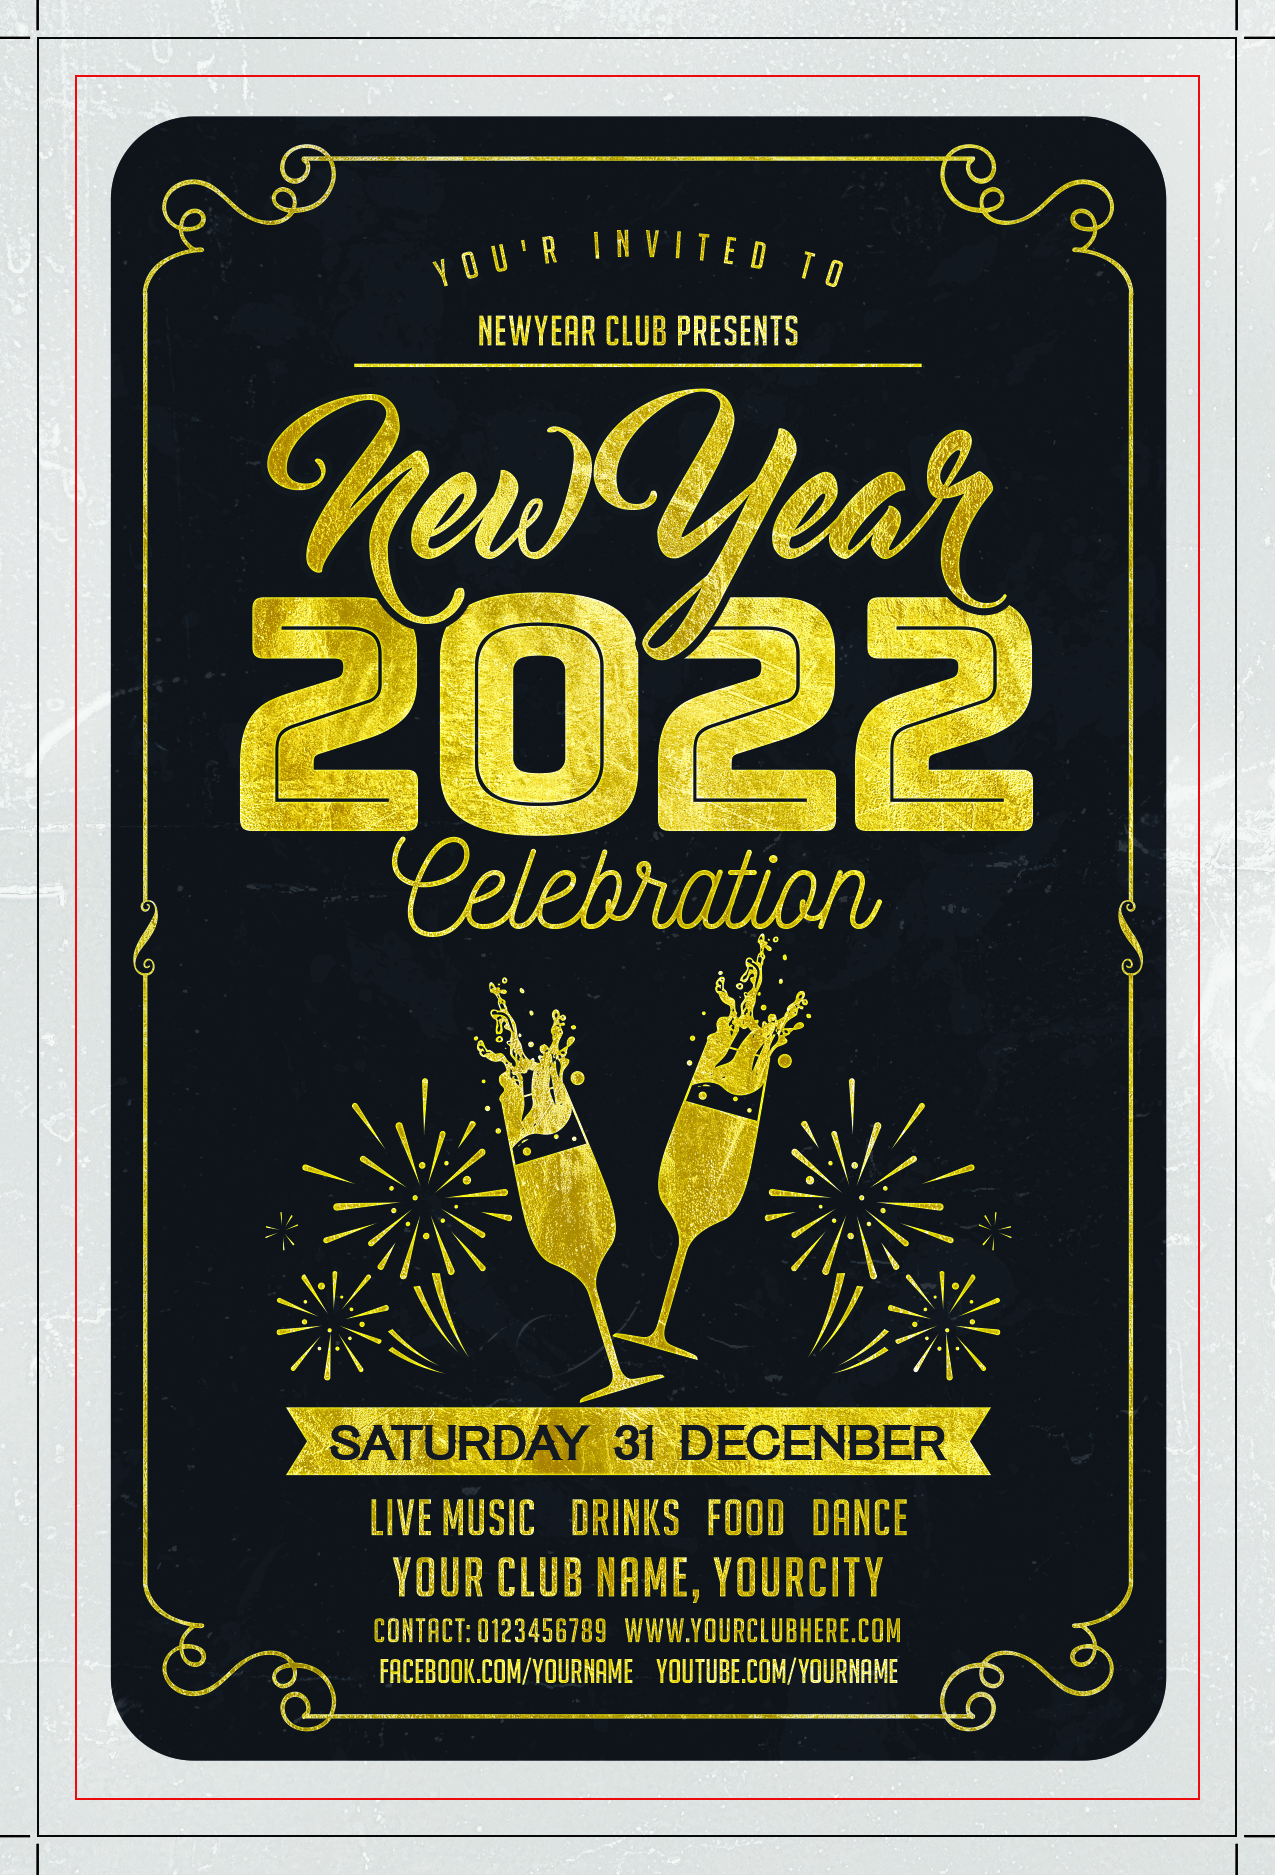 YOU'R INVITED TO
NEWYEAR CLUB PRESENTS
New Year
2022
Celebration
SATURDAY 31 DECENBER
LIVE MUSIC DRINKS FOOD DANCE
YOUR CLUB NAME, YOURCITY
CONTACT: 0123456789 WWW.YOURCLUBHERE.COM
FACEBOOK.COM/YOURNAME YOUTUBE.COM/YOURNAME